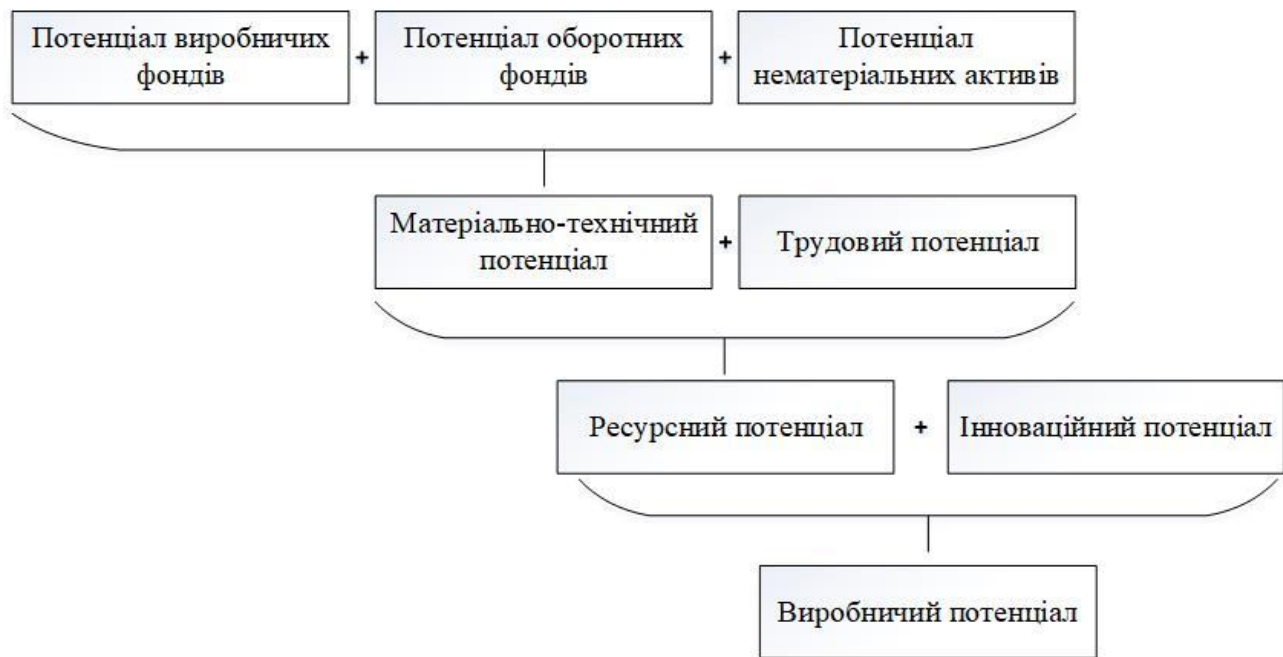 Потенціал виробничих
фондів
+
Потенціал оборотних
фондів
+
Потенціал
нематеріальних активів
Матеріально-технічний
потенціал
+
Трудовий потенціал
Ресурсний потенціал
+
Інноваційний потенціал
Виробничий потенціал